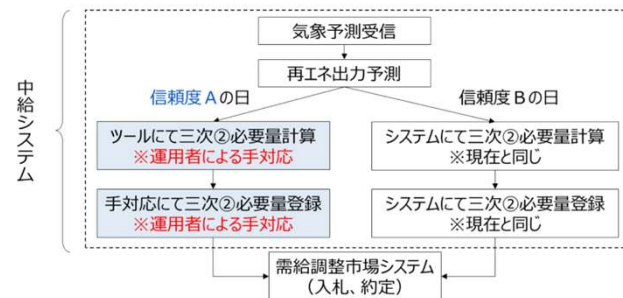 中給システム
気象予測受信
再エネ出力予測
信頼度Aの日
信頼度Bの日
ツールにて三次②必要量計算
※運用者による手対応
システムにて三次②必要量計算
※現在と同じ
手対応にて三次②必要量登録
※運用者による手対応
システムにて三次②必要量登録
※現在と同じ
需給調整市場システム
（入札、約定）